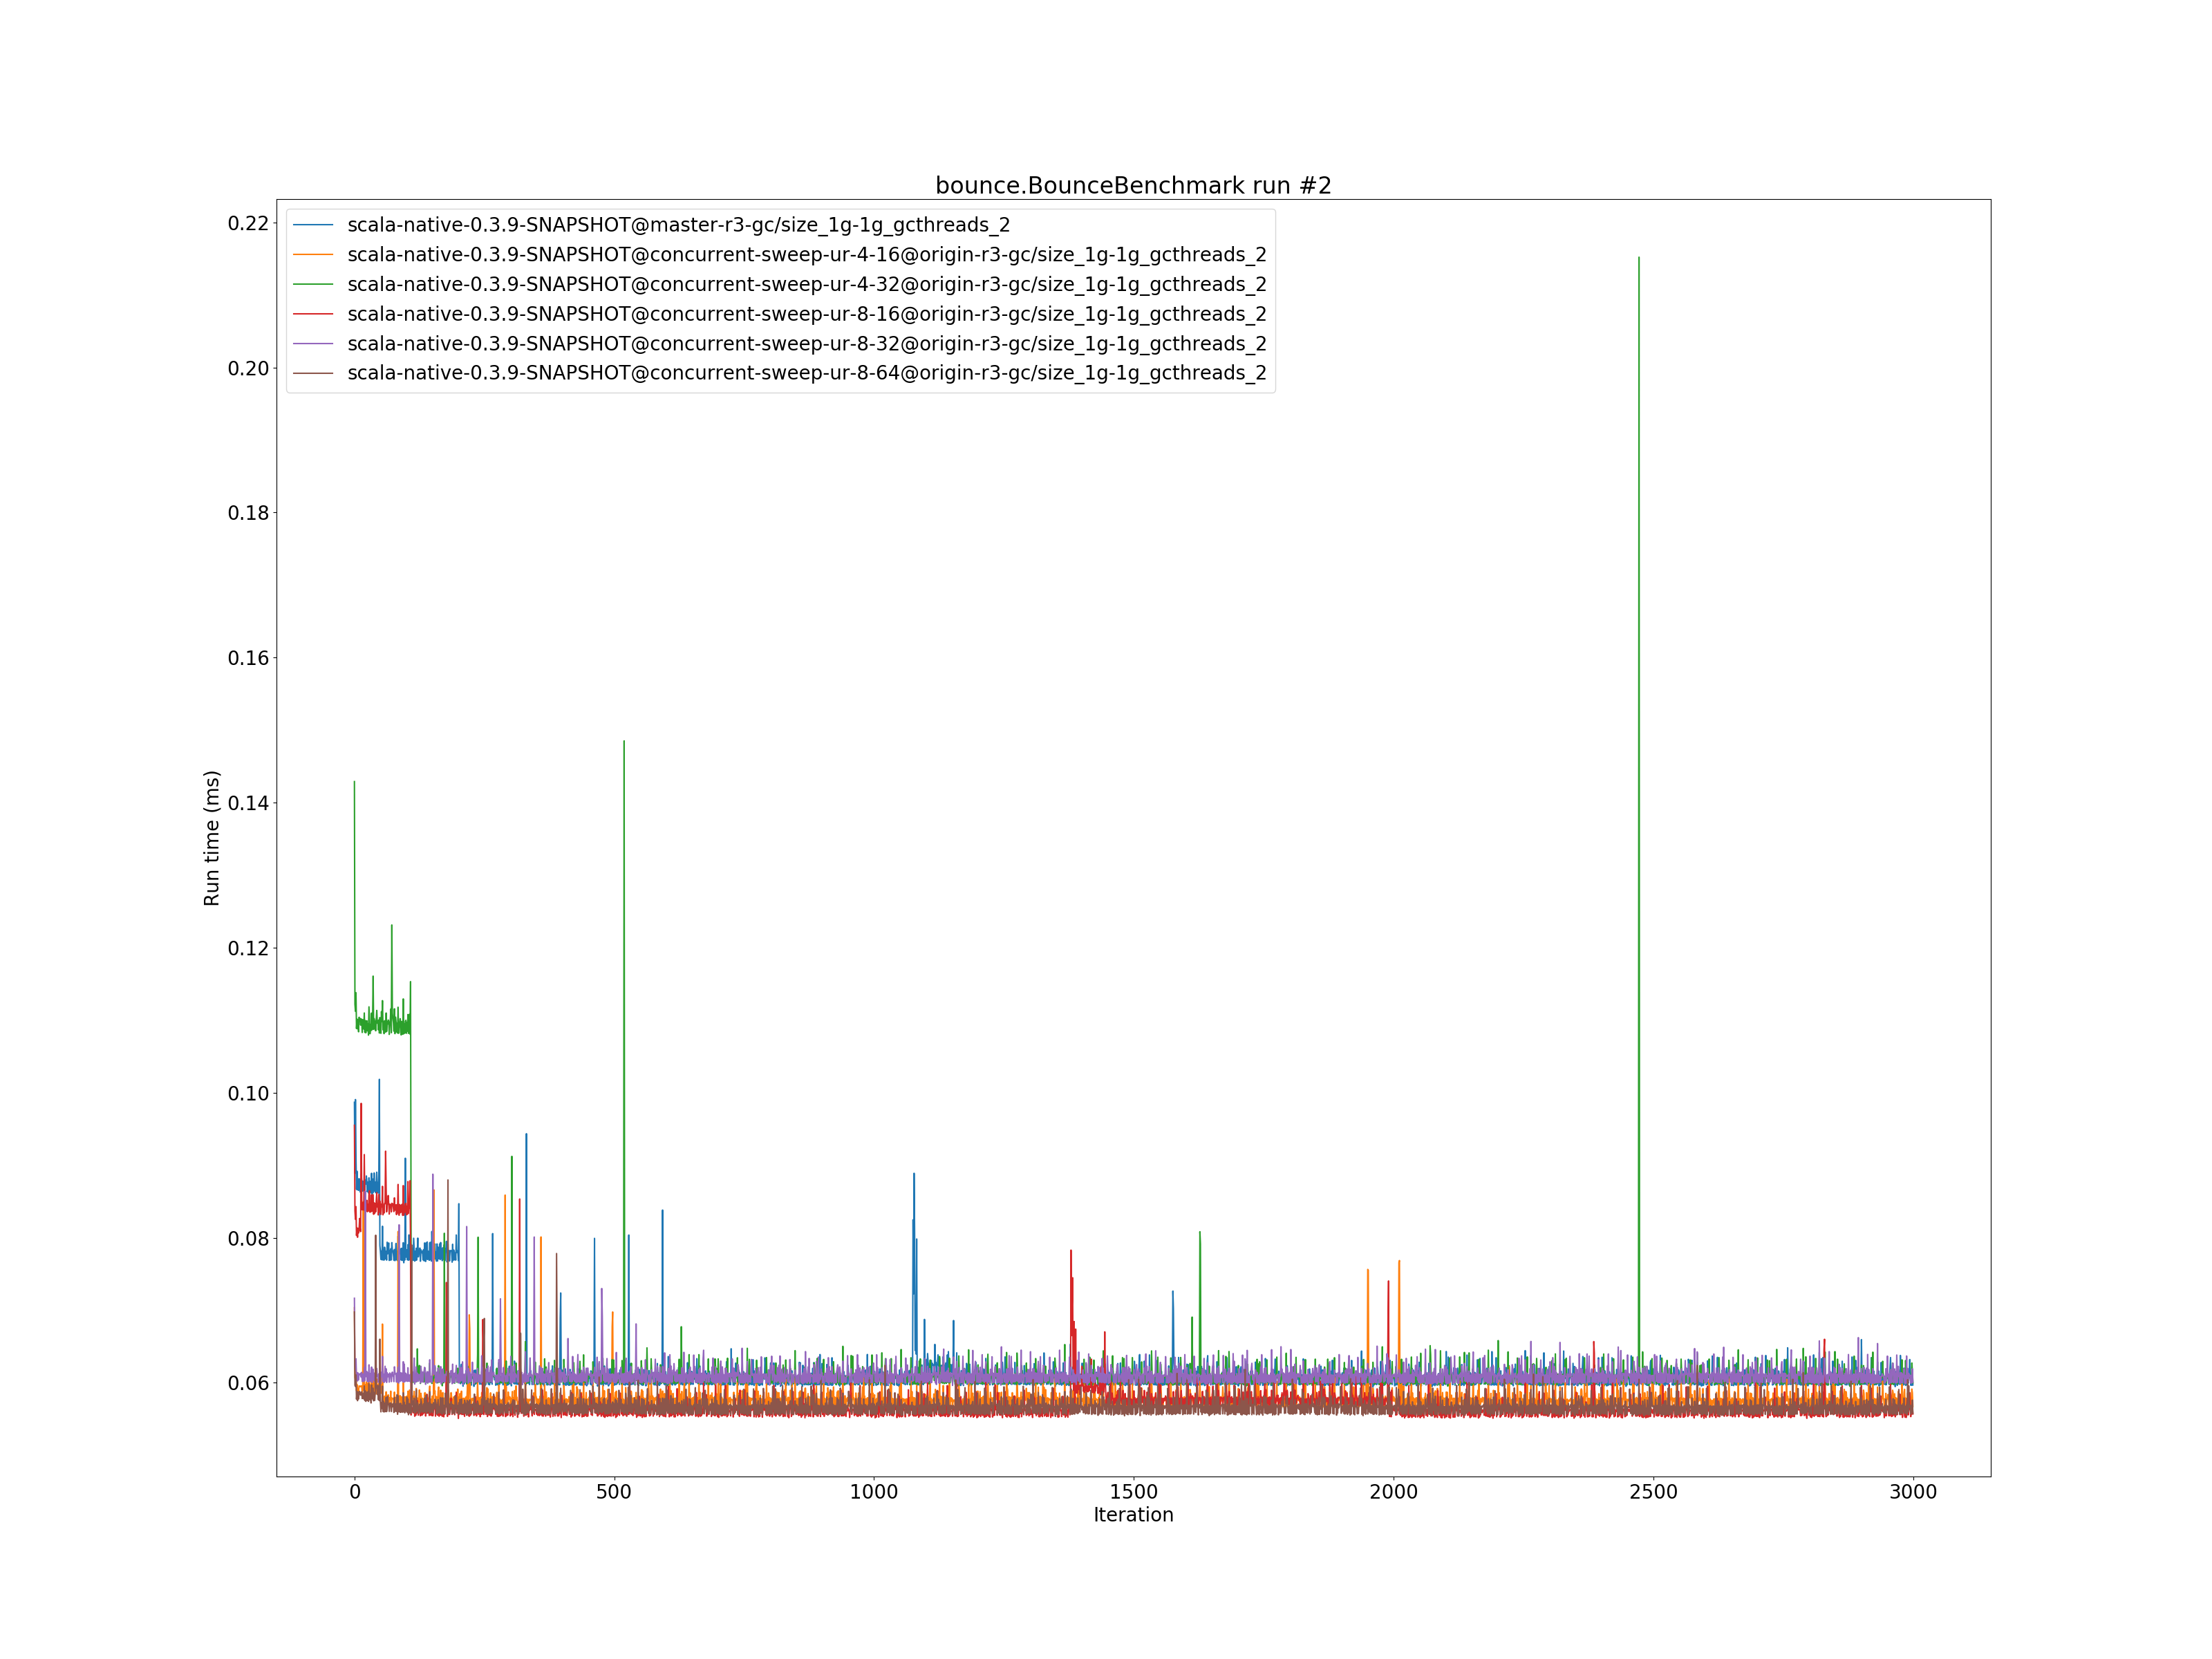 bounce.BounceBenchmark run #2
scala-native-0.3.9-SNAPSHOT@master-r3-gc/size_1g-1g_gcthreads_2
scala-native-0.3.9-SNAPSHOT@concurrent-sweep-ur-4-16@origin-r3-gc/size_1g-1g_gcthreads_2
scala-native-0.3.9-SNAPSHOT@concurrent-sweep-ur-4-32@origin-r3-gc/size_1g-1g_gcthreads_2
scala-native-0.3.9-SNAPSHOT@concurrent-sweep-ur-8-16@origin-r3-gc/size_1g-1g_gcthreads_2
scala-native-0.3.9-SNAPSHOT@concurrent-sweep-ur-8-32@origin-r3-gc/size_1g-1g_gcthreads_2
scala-native-0.3.9-SNAPSHOT@concurrent-sweep-ur-8-64@origin-r3-gc/size_1g-1g_gcthreads_2
0.22
0.20
0.18
0.16
0.14
0.12
0.10
0.08
0.06
Run time (ms)
0 500 1000 1500 2000 2500 3000
Iteration